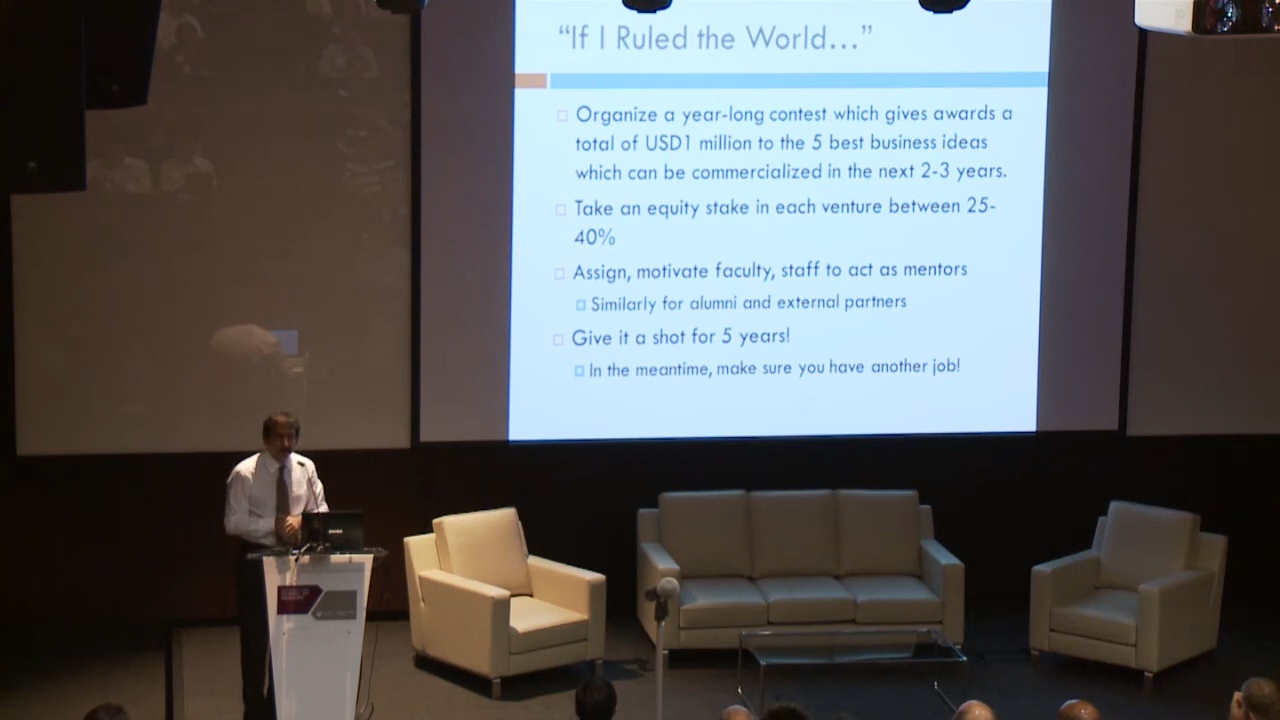 “If I Ruled the World...”
Organize a year-long contest which gives awards a
total of USD1 million to the 5 best business ideas
which can be commercialized in the next 2-3 years.
Take an equity stake in each venture between 25-
40%
Assign, motivate faculty, staff to act as mentors
Similarly for alumni and external partners
Give it a shot for 5 years!
In the meantime, make sure you have another job!